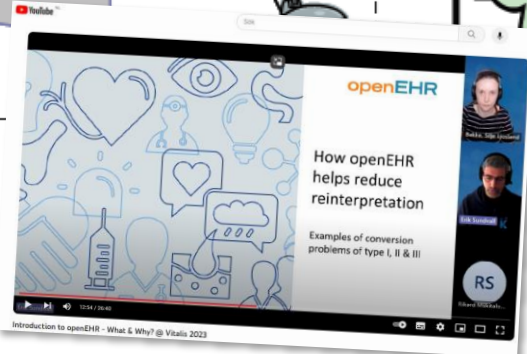 YouTube
Sök
openEHR
How openEHR
helps reduce
reinterpretation
Examples of conversion
problems of type I, II & III
Erik Sundvall
RS
Introduction to openEHR - What & Why? @ Vitalis 2023